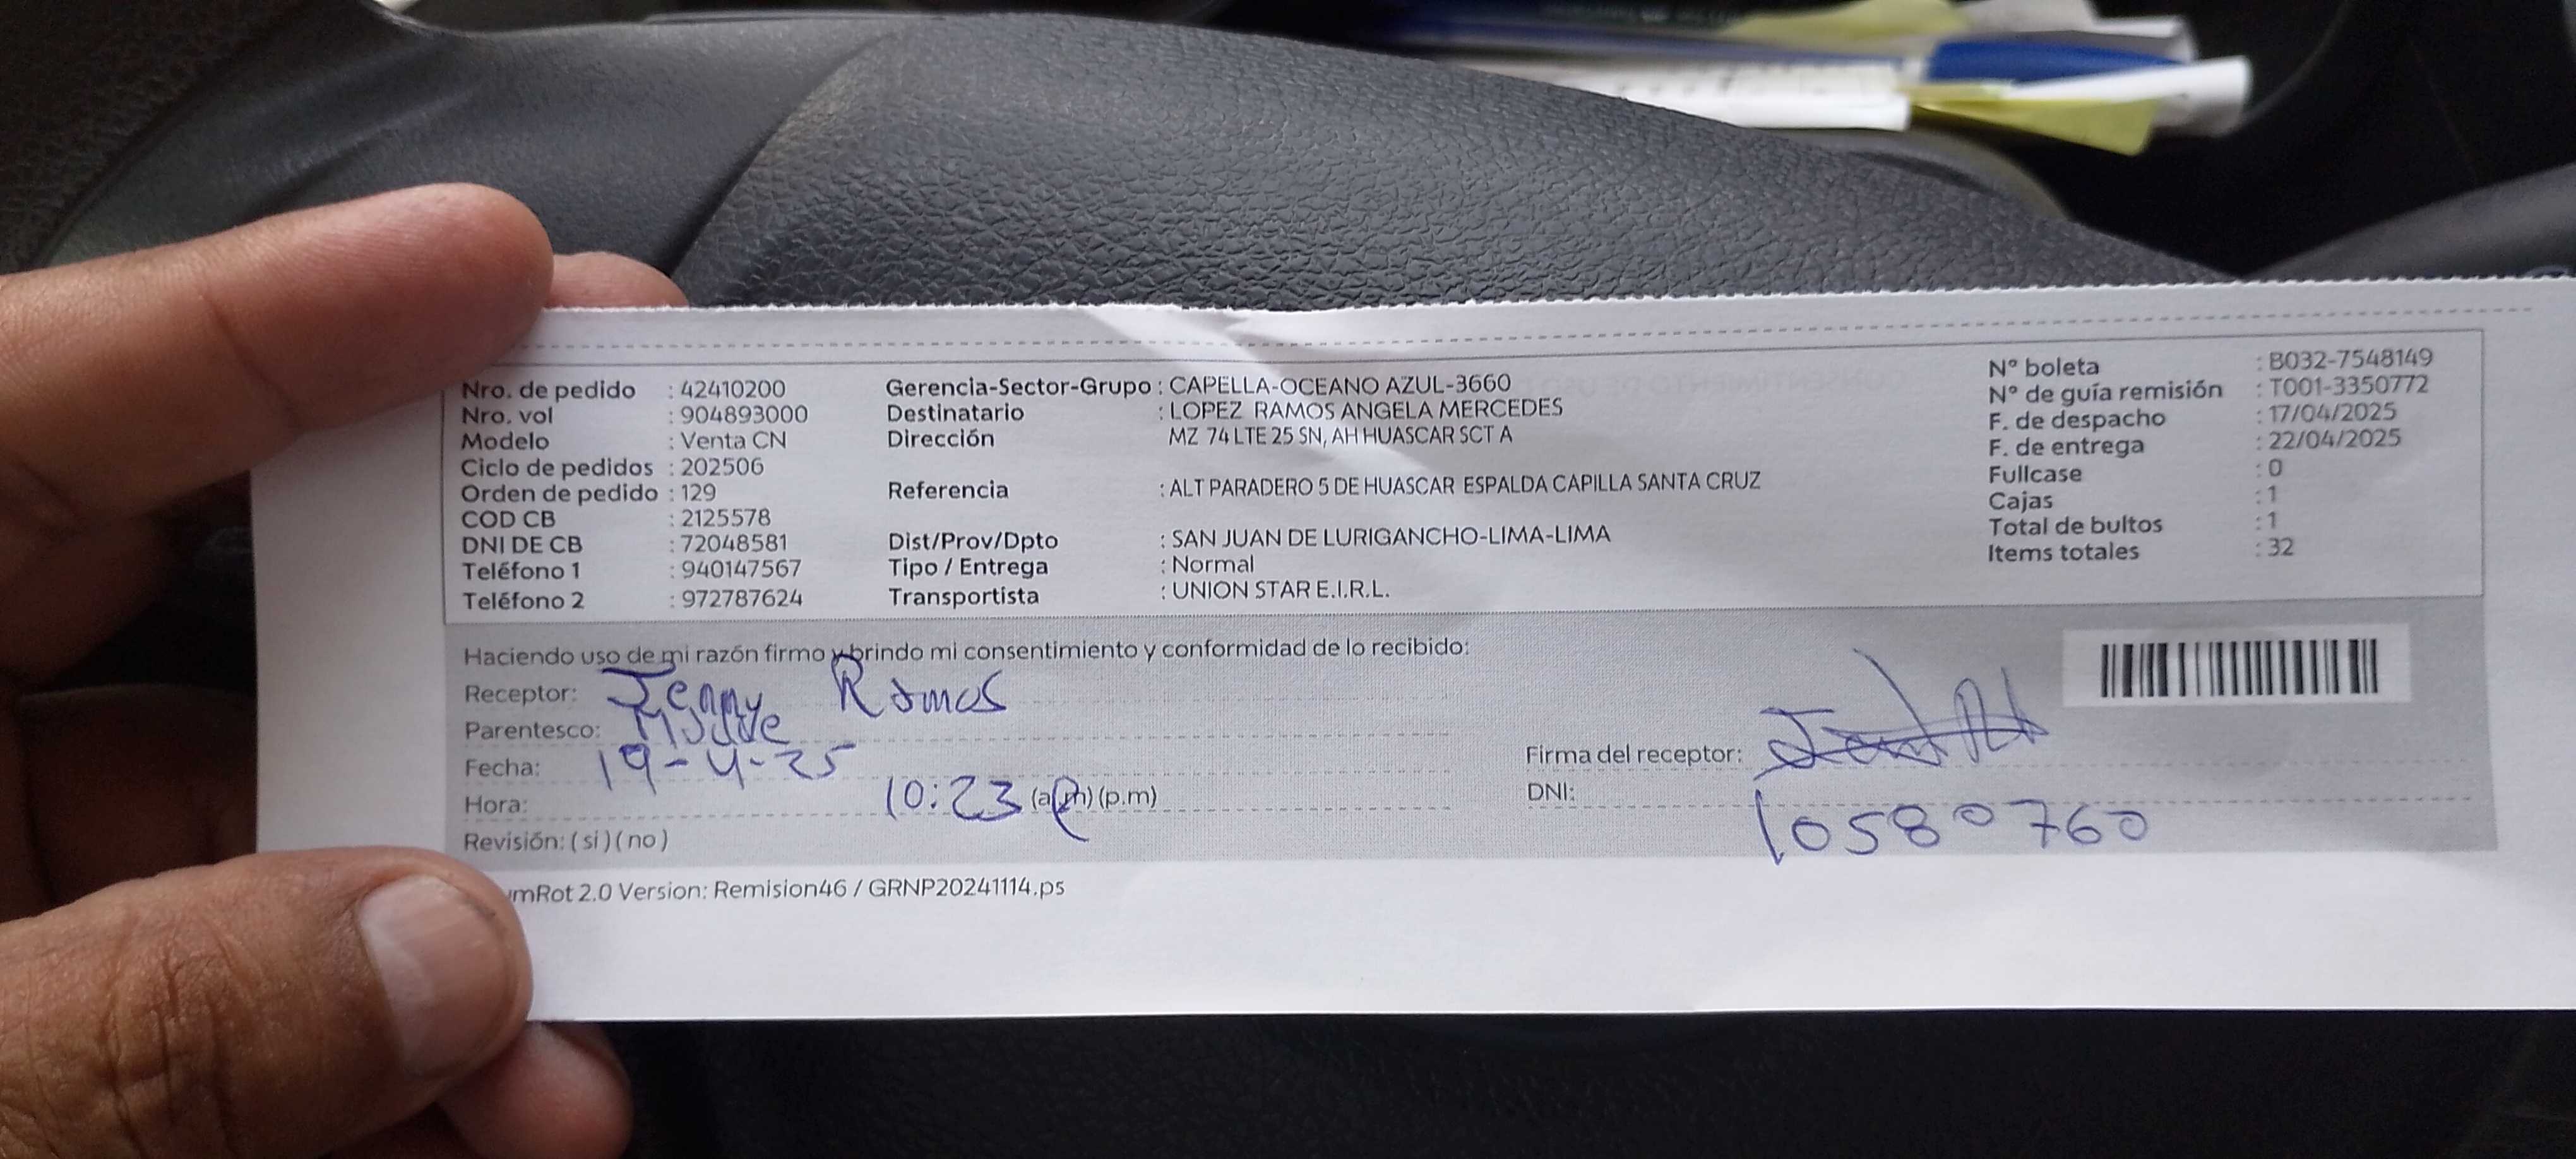 Nro. de pedido : 42410200
Nro. vol : 904893000
Modelo : Venta CN
Ciclo de pedidos : 202506
Orden de pedido : 129
COD CB : 2125578
DNI DE CB : 72048581
Teléfono 1 : 940147567
Teléfono 2 : 972787624
Gerencia-Sector-Grupo : CAPELLA-OCEANO AZUL-3660
Destinatario : LOPEZ RAMOS ANGELA MERCEDES
Dirección MZ 74 LTE 25 SN, AH HUASCAR SCT A
Referencia : ALT PARADERO 5 DE HUASCAR ESPALDA CAPILLA SANTA CRUZ
Dist/Prov/Dpto : SAN JUAN DE LURIGANCHO-LIMA-LIMA
Tipo / Entrega : Normal
Transportista : UNION STAR E.I.R.L.
Nº boleta : B032-7548149
Nº de guía remisión : T001-3350772
F. de despacho : 17/04/2025
F. de entrega : 22/04/2025
Fullcase : 0
Cajas : 1
Total de bultos : 1
Items totales : 32
Haciendo uso de mi razón firmo y brindo mi consentimiento y conformidad de lo recibido:
Receptor: Jenny Ramos
Parentesco: Madre
Fecha: 19-4-25
Hora: 10:23 (a.m) (p.m)
Revisión: ( si ) ( no )
Firma del receptor:
DNI: 10580760
mRot 2.0 Version: Remision46 / GRNP20241114.ps